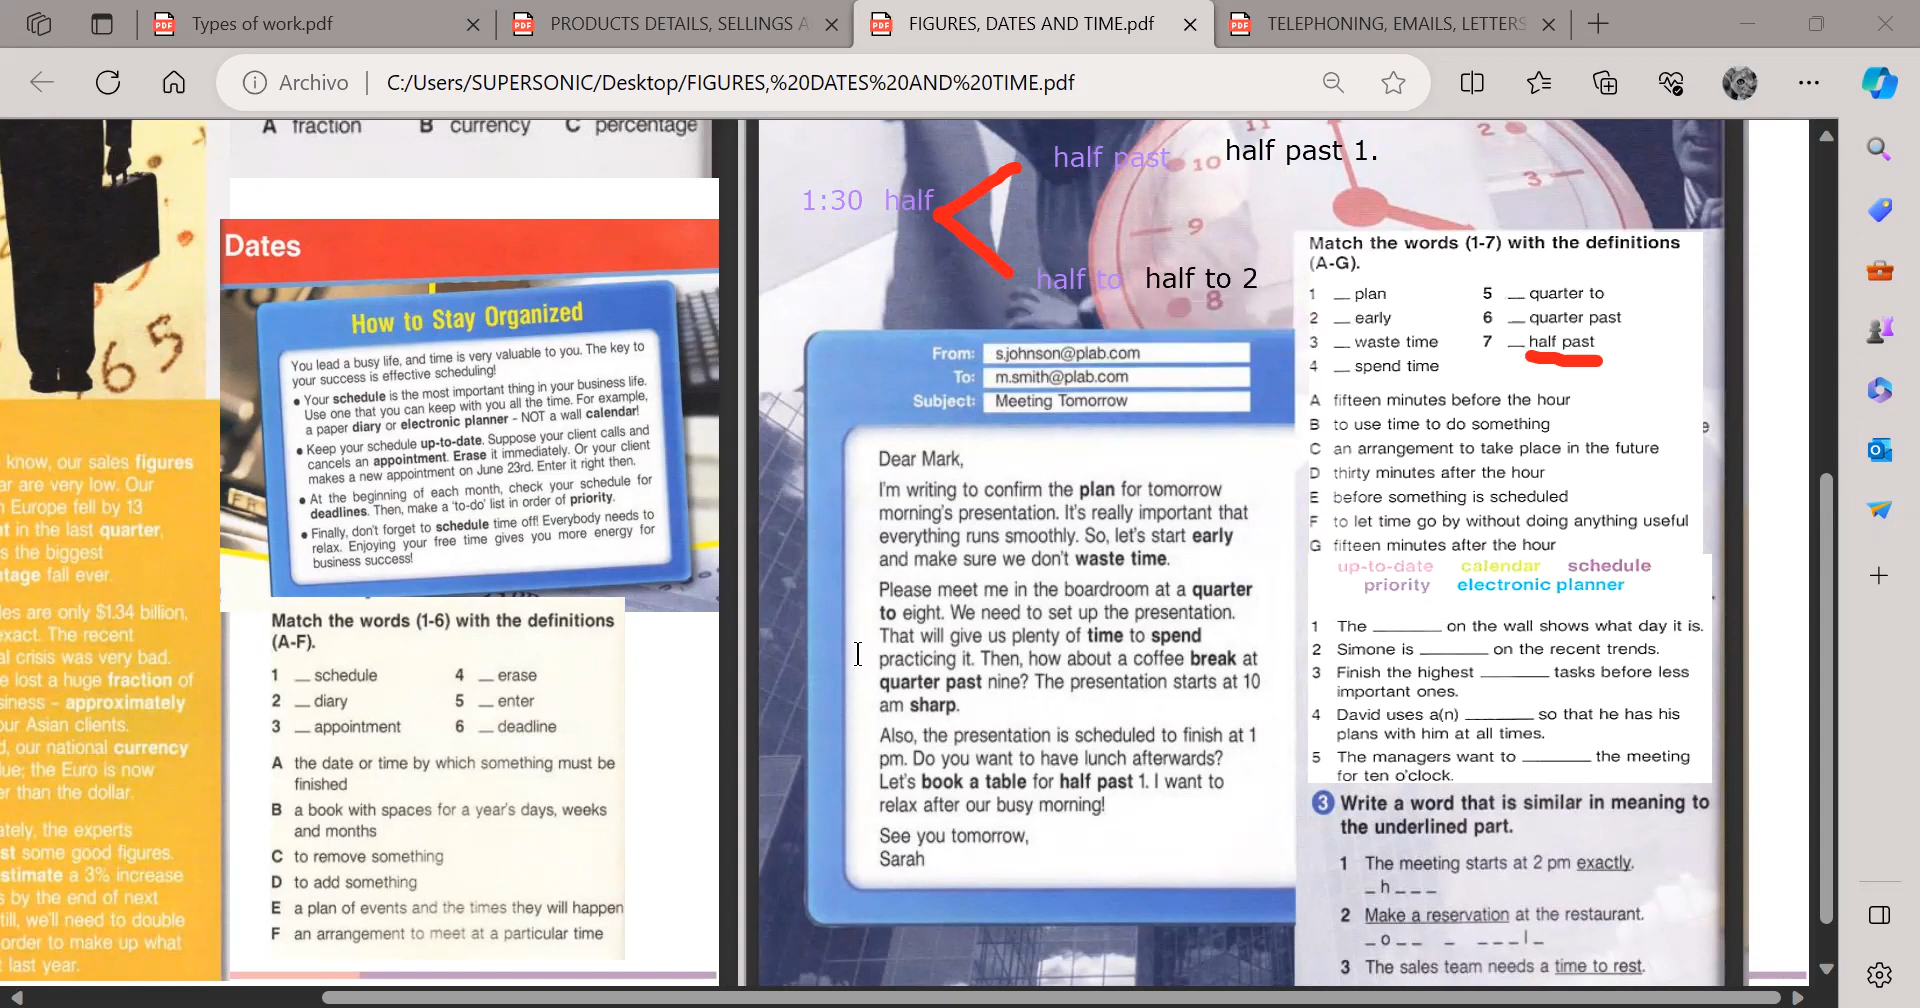 Types of work.pdf
PRODUCTS DETAILS, SELLINGS A
FIGURES, DATES AND TIME.pdf
TELEPHONING, EMAILS, LETTERS
Archivo
C:/Users/SUPERSONIC/Desktop/FIGURES,%20DATES%20AND%20TIME.pdf
A fraction B currency C percentage
65
know, our sales figures
ar are very low. Our
Europe fell by 13
nt in the last quarter,
s the biggest
ntage fall ever.
les are only $1.34 billion,
exact. The recent
al crisis was very bad.
e lost a huge fraction of
siness – approximately
our Asian clients.
d, our national currency
lue; the Euro is now
er than the dollar.
ately, the experts
st some good figures.
stimate a 3% increase
s by the end of next
till, we'll need to double
order to make up what
t last year.
Dates
How to Stay Organized
You lead a busy life, and time is very valuable to you. The key to
your success is effective scheduling!
• Your schedule is the most important thing in your business life.
Use one that you can keep with you all the time. For example,
a paper diary or electronic planner - NOT a wall calendar!
• Keep your schedule up-to-date. Suppose your client calls and
cancels an appointment. Erase it immediately. Or your client
makes a new appointment on June 23rd. Enter it right then.
• At the beginning of each month, check your schedule for
deadlines. Then, make a 'to-do' list in order of priority.
• Finally, don't forget to schedule time off! Everybody needs to
relax. Enjoying your free time gives you more energy for
business success!
Match the words (1-6) with the definitions
(A-F).
1 __ schedule 4 __ erase
2 __ diary 5 __ enter
3 __ appointment 6 __ deadline
A the date or time by which something must be
finished
B a book with spaces for a year's days, weeks
and months
C to remove something
D to add something
E a plan of events and the times they will happen
F an arrangement to meet at a particular time
half past half past 1.
1:30 half
half to half to 2
11
2
10
3
9
8
From: s.johnson@plab.com
To: m.smith@plab.com
Subject: Meeting Tomorrow
Dear Mark,
I'm writing to confirm the plan for tomorrow
morning's presentation. It's really important that
everything runs smoothly. So, let's start early
and make sure we don't waste time.
Please meet me in the boardroom at a quarter
to eight. We need to set up the presentation.
That will give us plenty of time to spend
practicing it. Then, how about a coffee break at
quarter past nine? The presentation starts at 10
am sharp.
Also, the presentation is scheduled to finish at 1
pm. Do you want to have lunch afterwards?
Let's book a table for half past 1. I want to
relax after our busy morning!
See you tomorrow,
Sarah
Match the words (1-7) with the definitions
(A-G).
1 __ plan 5 __ quarter to
2 __ early 6 __ quarter past
3 __ waste time 7 __ half past
4 __ spend time
A fifteen minutes before the hour
B to use time to do something
C an arrangement to take place in the future
D thirty minutes after the hour
E before something is scheduled
F to let time go by without doing anything useful
G fifteen minutes after the hour
up-to-date calendar schedule
priority electronic planner
1 The ________ on the wall shows what day it is.
2 Simone is ________ on the recent trends.
3 Finish the highest ________ tasks before less
important ones.
4 David uses a(n) ________ so that he has his
plans with him at all times.
5 The managers want to ________ the meeting
for ten o'clock.
3 Write a word that is similar in meaning to
the underlined part.
1 The meeting starts at 2 pm exactly.
_ h _ _ _
2 Make a reservation at the restaurant.
_ o _ _ _ _ _ _ l _
3 The sales team needs a time to rest.